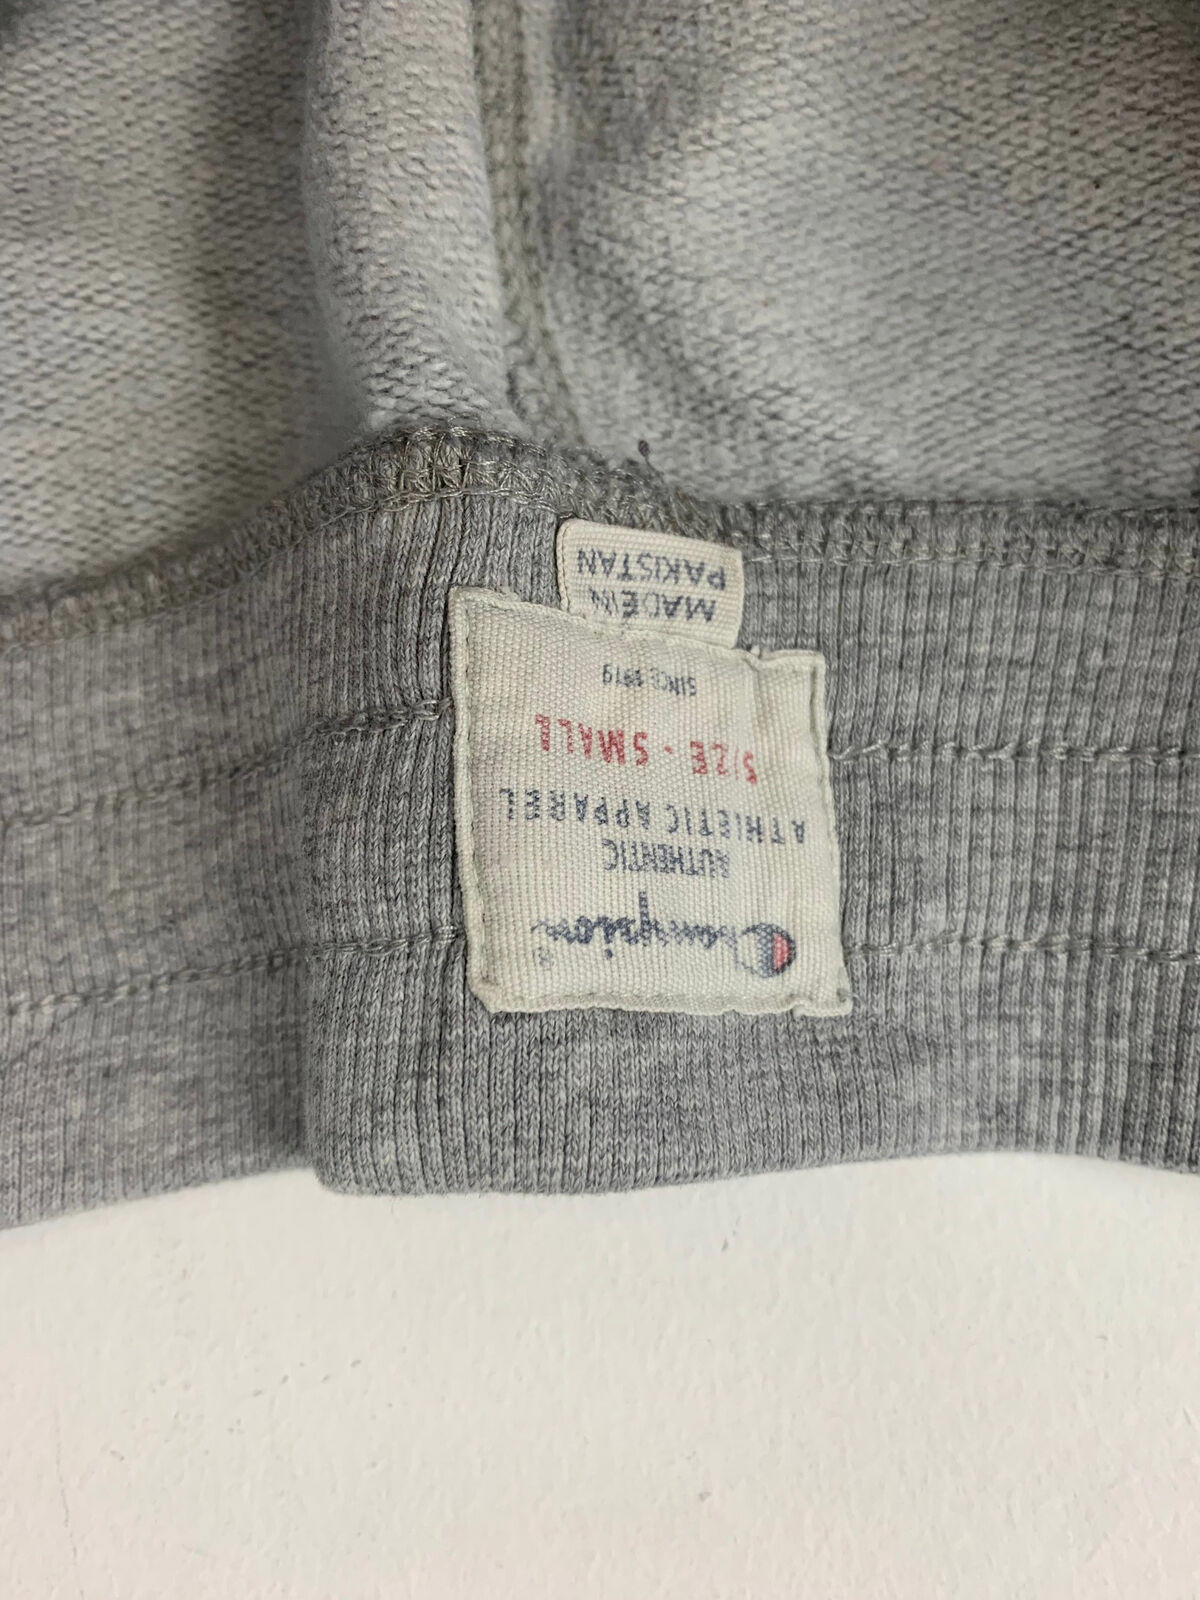 Champion®
AUTHENTIC
ATHLETIC APPAREL
SIZE - SMALL
SINCE 1919
MADE IN
PAKISTAN